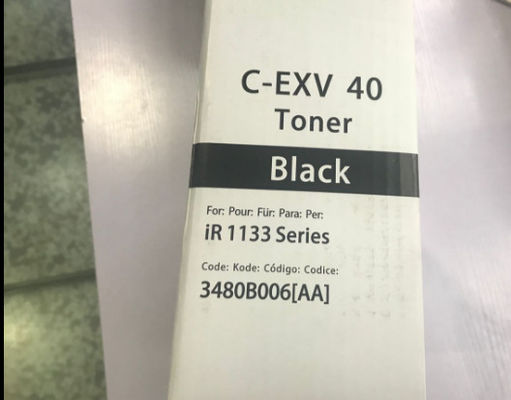 C-EXV 40
Toner
Black
For: Pour: Für: Para: Per:
iR 1133 Series
Code: Kode: Código: Codice:
3480B006[AA]